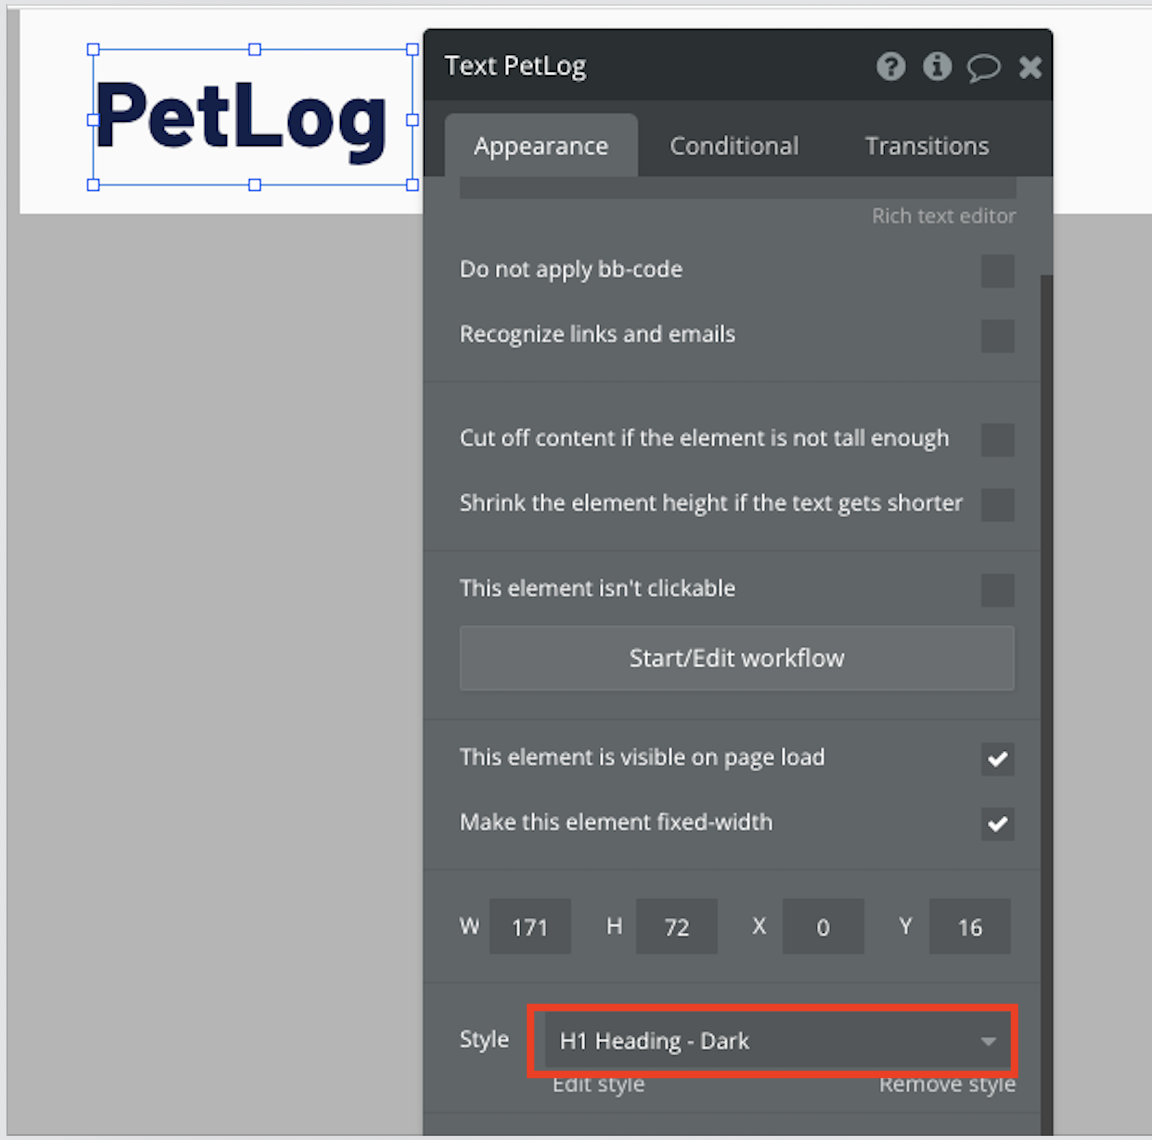 PetLog
Text PetLog
Appearance Conditional Transitions
Rich text editor
Do not apply bb-code
Recognize links and emails
Cut off content if the element is not tall enough
Shrink the element height if the text gets shorter
This element isn't clickable
Start/Edit workflow
This element is visible on page load
Make this element fixed-width
W 171 H 72 X 0 Y 16
Style H1 Heading - Dark
Edit style Remove style